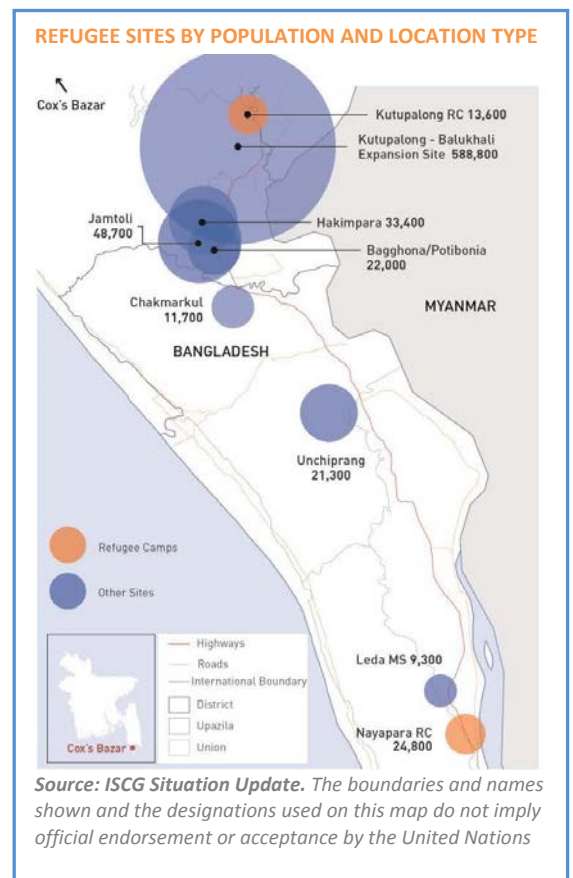 REFUGEE SITES BY POPULATION AND LOCATION TYPE
Cox's Bazar
Kutupalong RC 13,600
Kutupalong - Balukhali
Expansion Site 588,800
Jamtoli
48,700
Hakimpara 33,400
Bagghona/Potibonia
22,000
Chakmarkul
11,700
MYANMAR
BANGLADESH
Unchiprang
21,300
Refugee Camps
Other Sites
Highways
Roads
International Boundary
District
Upazila
Union
Cox's Bazar
Leda MS 9,300
Nayapara RC
24,800
Source: ISCG Situation Update. The boundaries and names
shown and the designations used on this map do not imply
official endorsement or acceptance by the United Nations